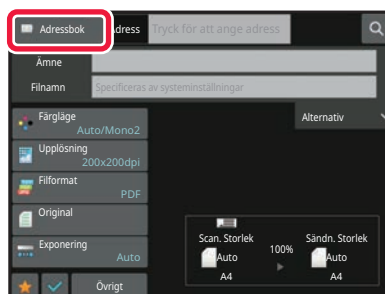 Adressbok Adress Tryck för att ange adress
Ämne
Filnamn Specificeras av systeminställningar
Färgläge
Auto/Mono2
Alternativ
Upplösning
200x200dpi
Filformat
PDF
Original
Exponering
Auto
Scan. Storlek 100% Sändn. Storlek
Auto Auto
A4 A4
Övrigt